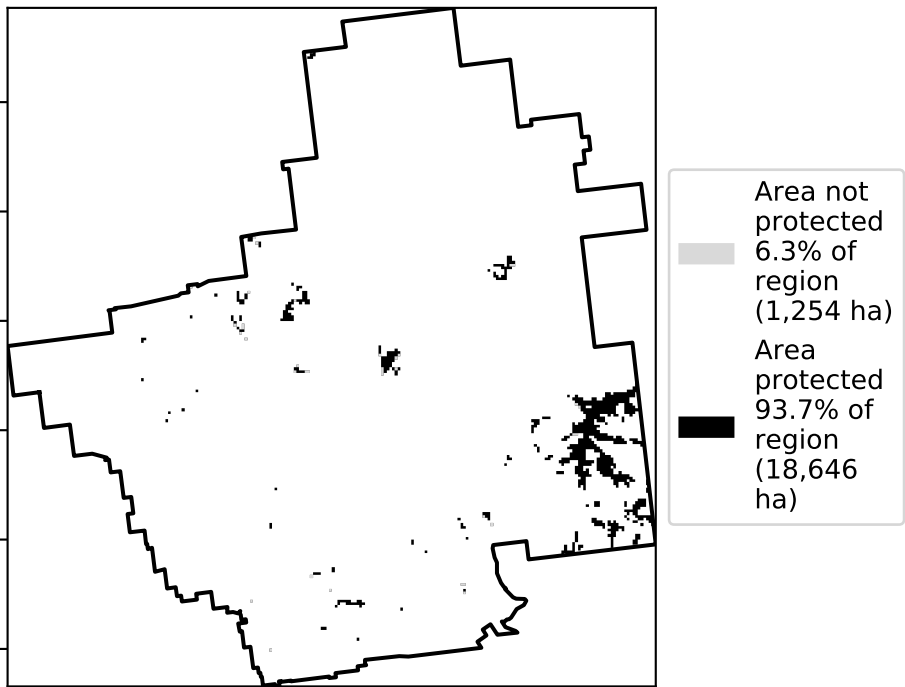 Area not
protected
6.3% of
region
(1,254 ha)
Area
protected
93.7% of
region
(18,646
ha)